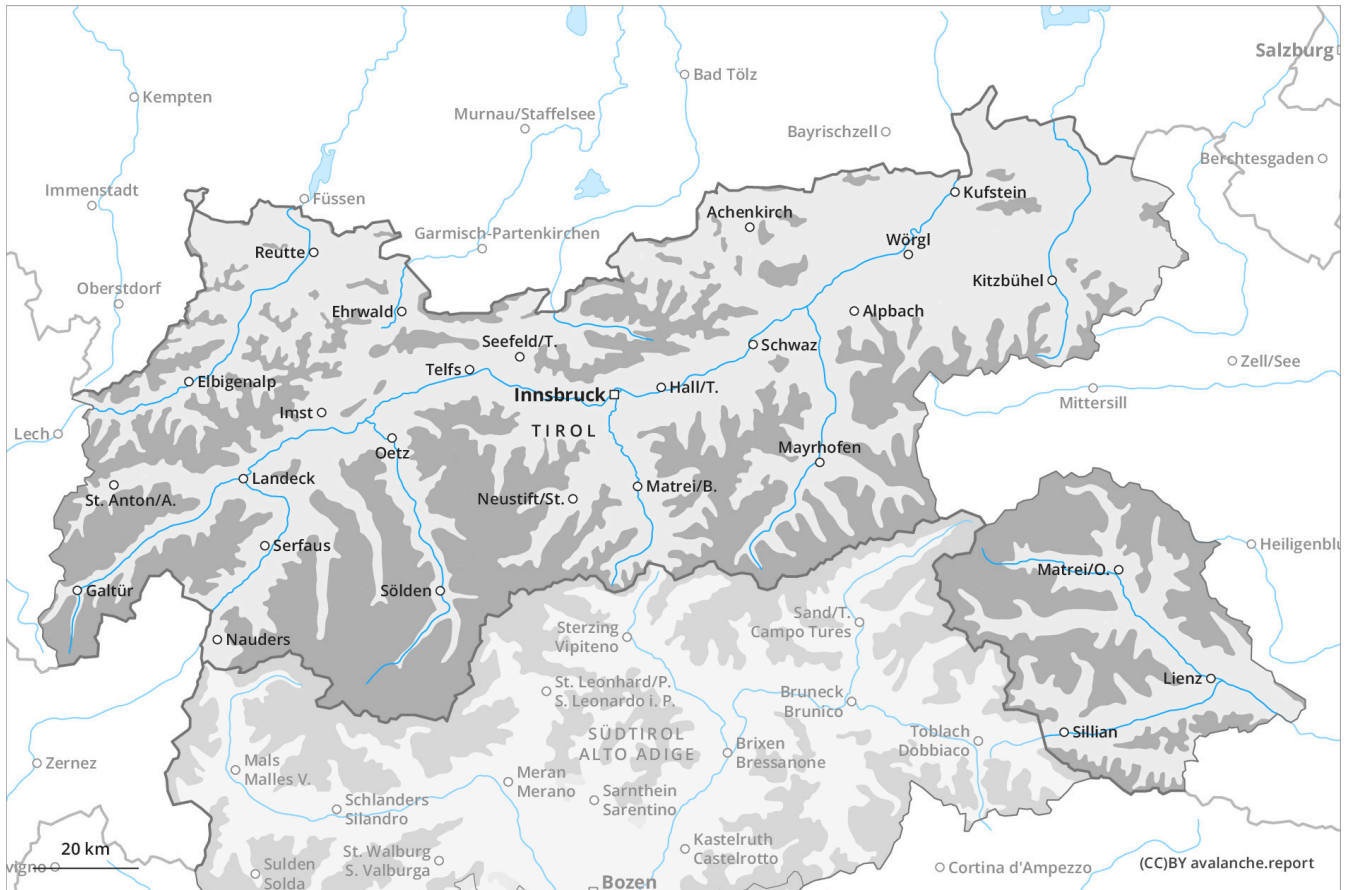 Salzburg
Bad Tölz
Kempten
Murnau/Staffelsee
Bayrischzell
Berchtesgaden
Immenstadt
Füssen
Kufstein
Achenkirch
Garmisch-Partenkirchen
Wörgl
Reutte
Kitzbühel
Oberstdorf
Ehrwald
Alpbach
Seefeld/T.
Schwaz
Zell/See
Telfs
Elbigenalp
Hall/T.
Innsbruck
Mittersill
Imst
Lech
TIROL
Oetz
Mayrhofen
Landeck
Matrei/B.
St. Anton/A.
Neustift/St.
Serfaus
Heiligenblu
Matrei/O.
Galtür
Sölden
Sand/T.
Campo Tures
Nauders
Sterzing
Vipiteno
Lienz
St. Leonhard/P.
S. Leonardo i. P.
Bruneck
Brunico
Sillian
SÜDTIROL
ALTO ADIGE
Toblach
Dobbiaco
Brixen
Bressanone
Zernez
Mals
Malles V.
Meran
Merano
Sarnthein
Sarentino
Schlanders
Silandro
Kastelruth
Castelrotto
20 km
St. Walburg
S. Valburga
vigno
Sulden
Solda
Cortina d'Ampezzo
(CC)BY avalanche.report
Bozen